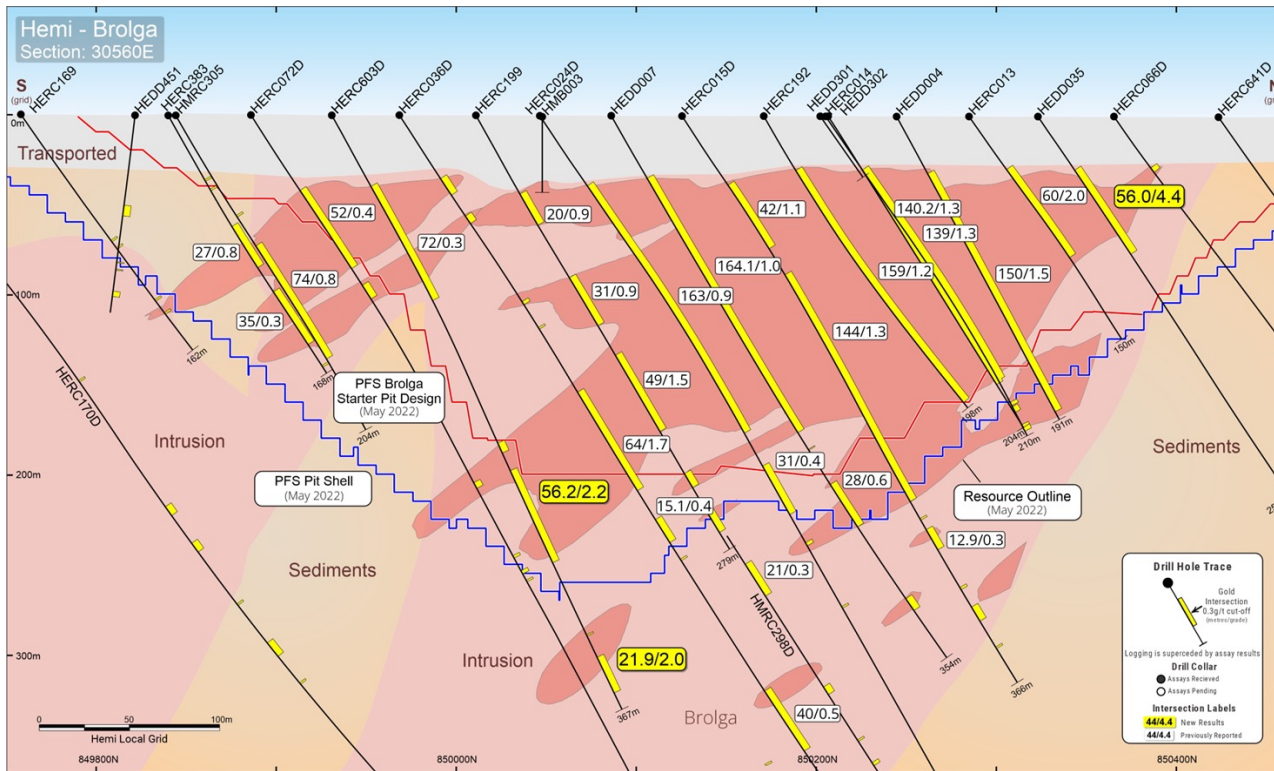 Hemi - Brolga
Section: 30560E
S
(grid)
HERC169
HEDD451
HERC383
HMRC305
HERC072D
HERC603D
HERC036D
HERC199
HERC024D
HMB003
HEDD007
HERC015D
HERC192
HEDD301
HERC014
HEDD302
HEDD004
HERC013
HEDD035
HERC066D
HERC641D
0m
Transported
52/0.4
20/0.9
42/1.1
140.2/1.3
60/2.0
56.0/4.4
27/0.8
72/0.3
139/1.3
74/0.8
164.1/1.0
159/1.2
150/1.5
100m
31/0.9
163/0.9
35/0.3
144/1.3
162m
168m
150m
HERC170D
PFS Brolga
Starter Pit Design
(May 2022)
49/1.5
198m
204m
204m
210m
191m
Intrusion
64/1.7
Sediments
200m
PFS Pit Shell
(May 2022)
56.2/2.2
31/0.4
28/0.6
Resource Outline
(May 2022)
15.1/0.4
12.9/0.3
279m
Sediments
21/0.3
HMRC298D
300m
Intrusion
21.9/2.0
354m
366m
367m
Brolga
40/0.5
0 50 100m
Hemi Local Grid
849800N
850000N
850200N
850400N
Drill Hole Trace
Gold
Intersection
0.3g/t cut-off
(metres/grade)
Logging is superceded by assay results
Drill Collar
Assays Recieved
Assays Pending
Intersection Labels
44/4.4 New Results
44/4.4 Previously Reported